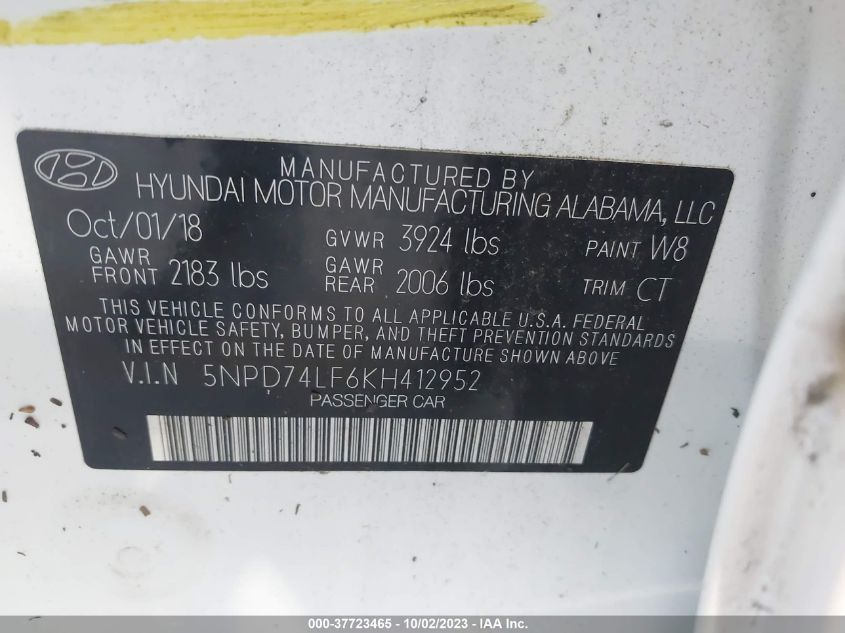 MANUFACTURED BY
HYUNDAI MOTOR MANUFACTURING ALABAMA, LLC
Oct/01/18 GVWR 3924 lbs PAINT W8
GAWR FRONT 2183 lbs GAWR REAR 2006 lbs TRIM CT
THIS VEHICLE CONFORMS TO ALL APPLICABLE U.S.A. FEDERAL
MOTOR VEHICLE SAFETY, BUMPER, AND THEFT PREVENTION STANDARDS
IN EFFECT ON THE DATE OF MANUFACTURE SHOWN ABOVE.
V.I.N 5NPD74LF6KH412952
PASSENGER CAR
000-37723465 - 10/02/2023 - IAA Inc.